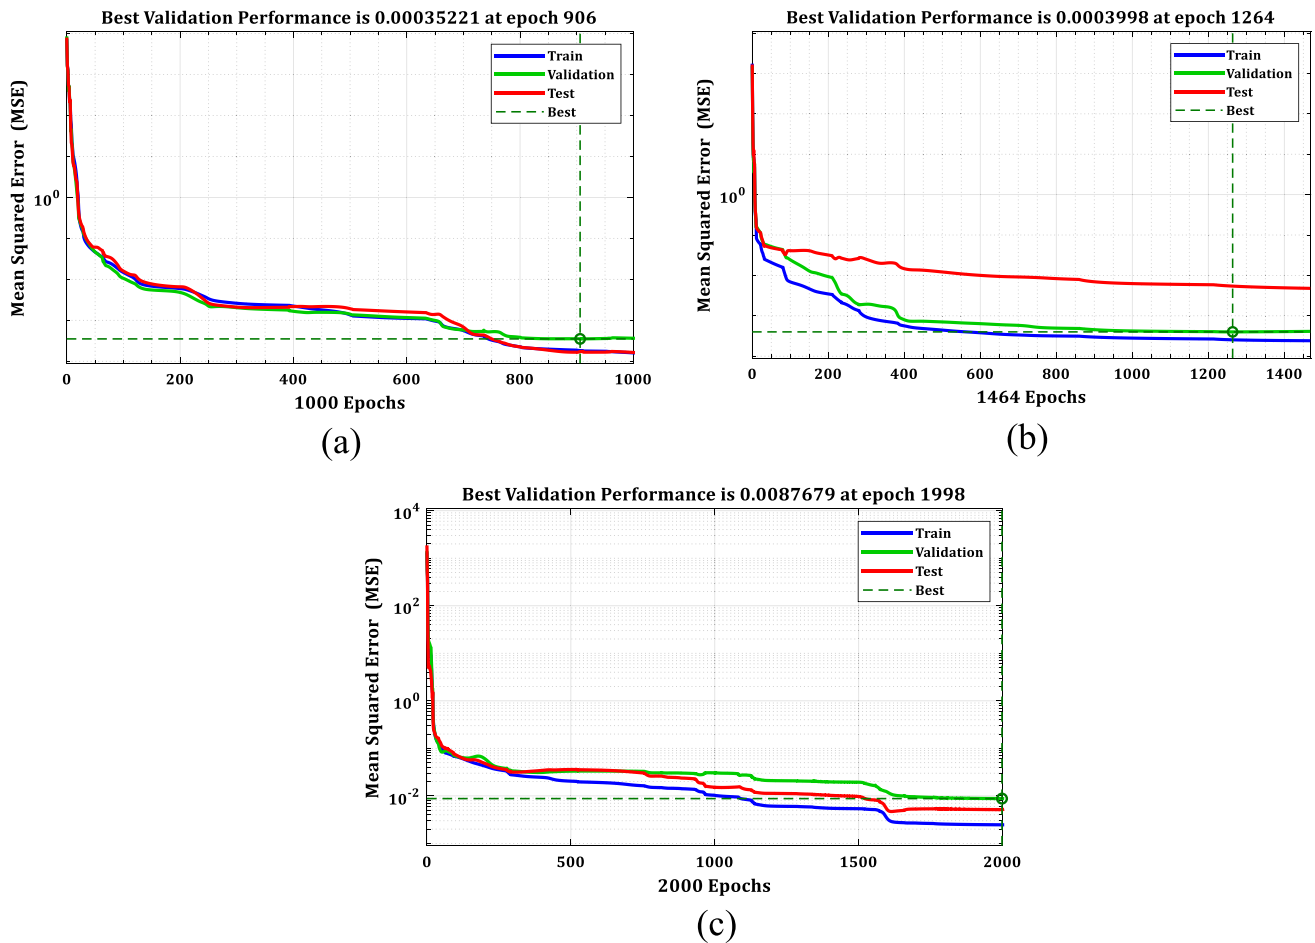 Best Validation Performance is 0.00035221 at epoch 906
Mean Squared Error (MSE)
10^0
Train
Validation
Test
Best
0 200 400 600 800 1000
1000 Epochs
(a)
Best Validation Performance is 0.0003998 at epoch 1264
Mean Squared Error (MSE)
10^0
Train
Validation
Test
Best
0 200 400 600 800 1000 1200 1400
1464 Epochs
(b)
Best Validation Performance is 0.0087679 at epoch 1998
Mean Squared Error (MSE)
10^4
10^2
10^0
10^-2
Train
Validation
Test
Best
0 500 1000 1500 2000
2000 Epochs
(c)